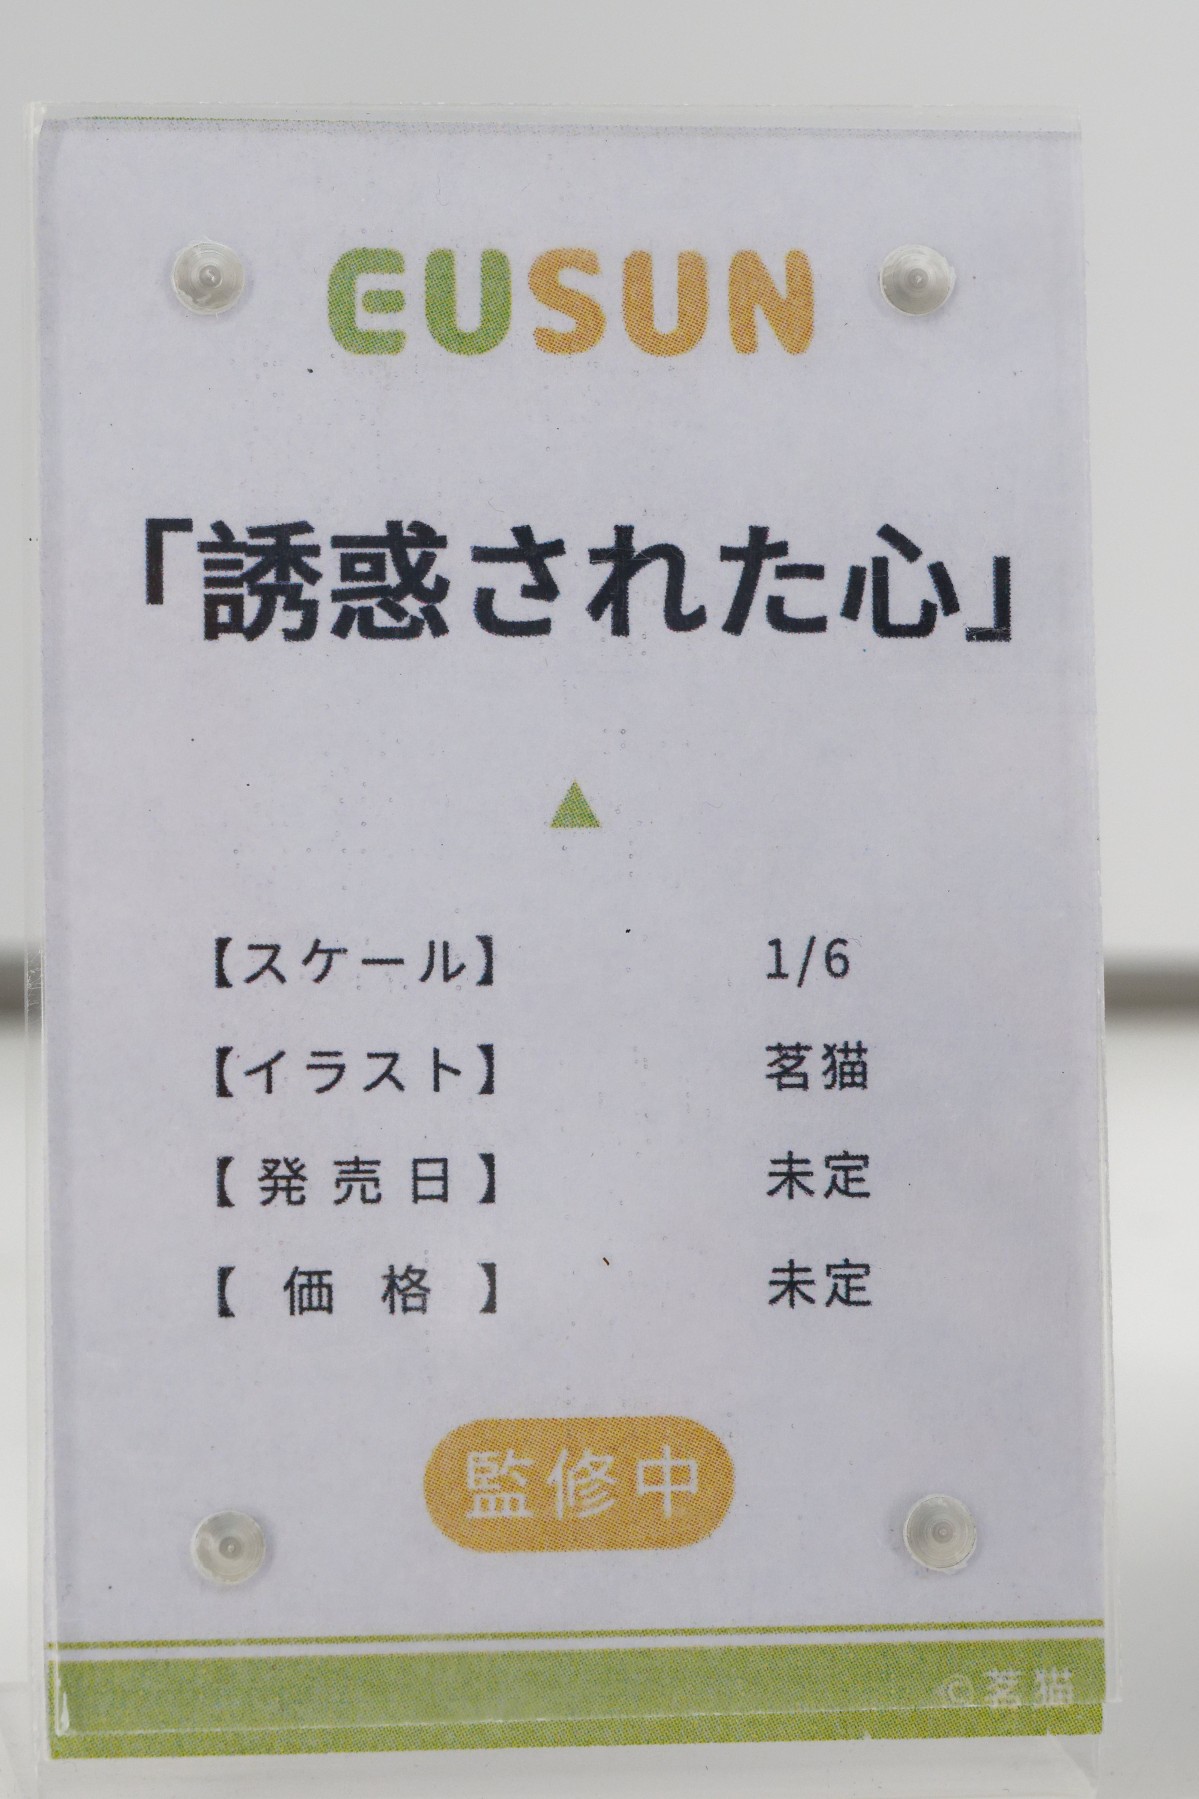 EUSUN
「誘惑された心」
【スケール】 1/6
【イラスト】 茗猫
【発売日】 未定
【価格】 未定
監修中
©茗猫